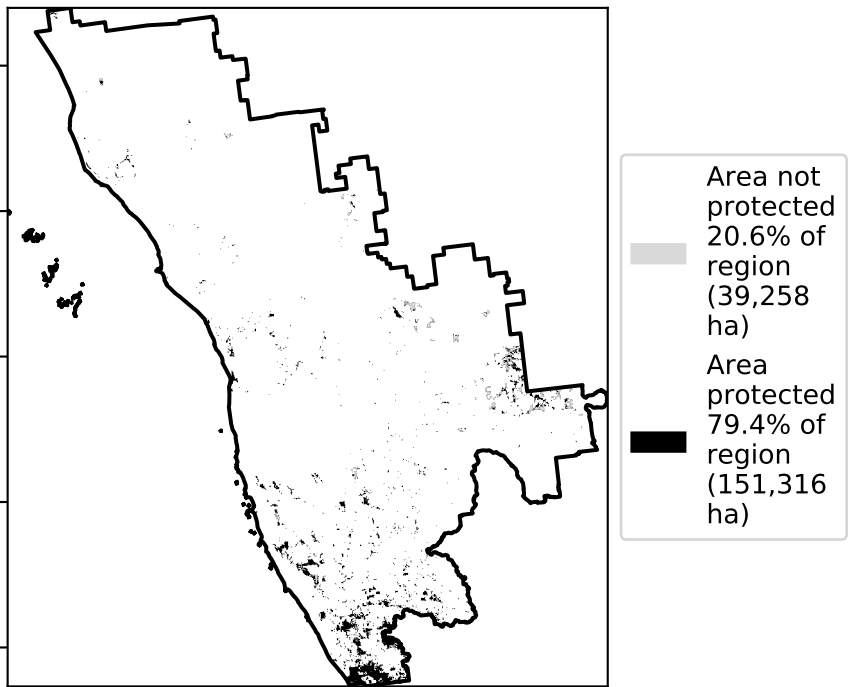 Area not
protected
20.6% of
region
(39,258
ha)
Area
protected
79.4% of
region
(151,316
ha)